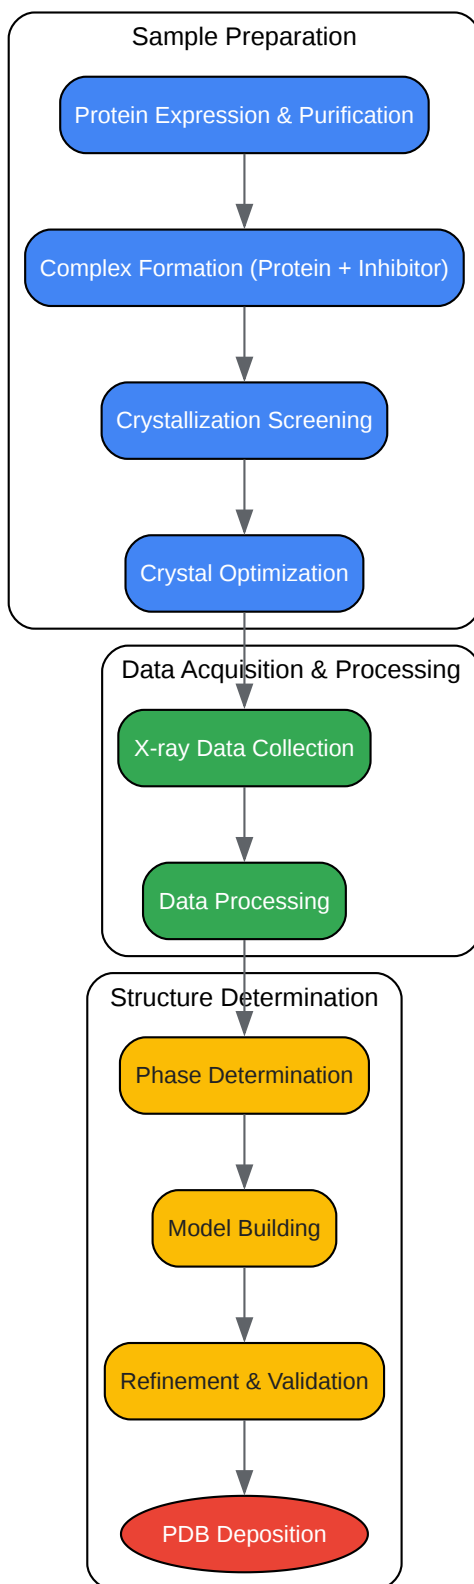 Sample Preparation
Protein Expression & Purification
Complex Formation (Protein + Inhibitor)
Crystallization Screening
Crystal Optimization
Data Acquisition & Processing
X-ray Data Collection
Data Processing
Structure Determination
Phase Determination
Model Building
Refinement & Validation
PDB Deposition